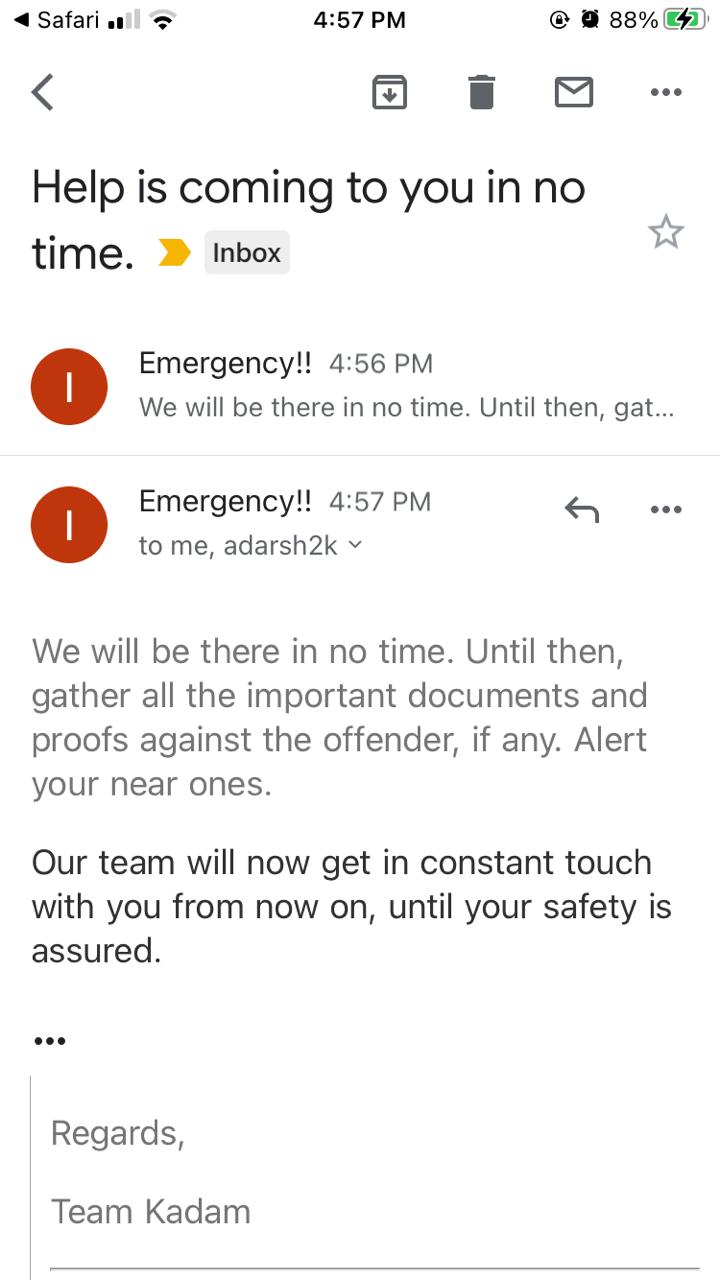 Safari 4:57 PM 88%
Help is coming to you in no
time. Inbox
I Emergency!! 4:56 PM
We will be there in no time. Until then, gat...
I Emergency!! 4:57 PM
to me, adarsh2k
We will be there in no time. Until then,
gather all the important documents and
proofs against the offender, if any. Alert
your near ones.
Our team will now get in constant touch
with you from now on, until your safety is
assured.
Regards,
Team Kadam